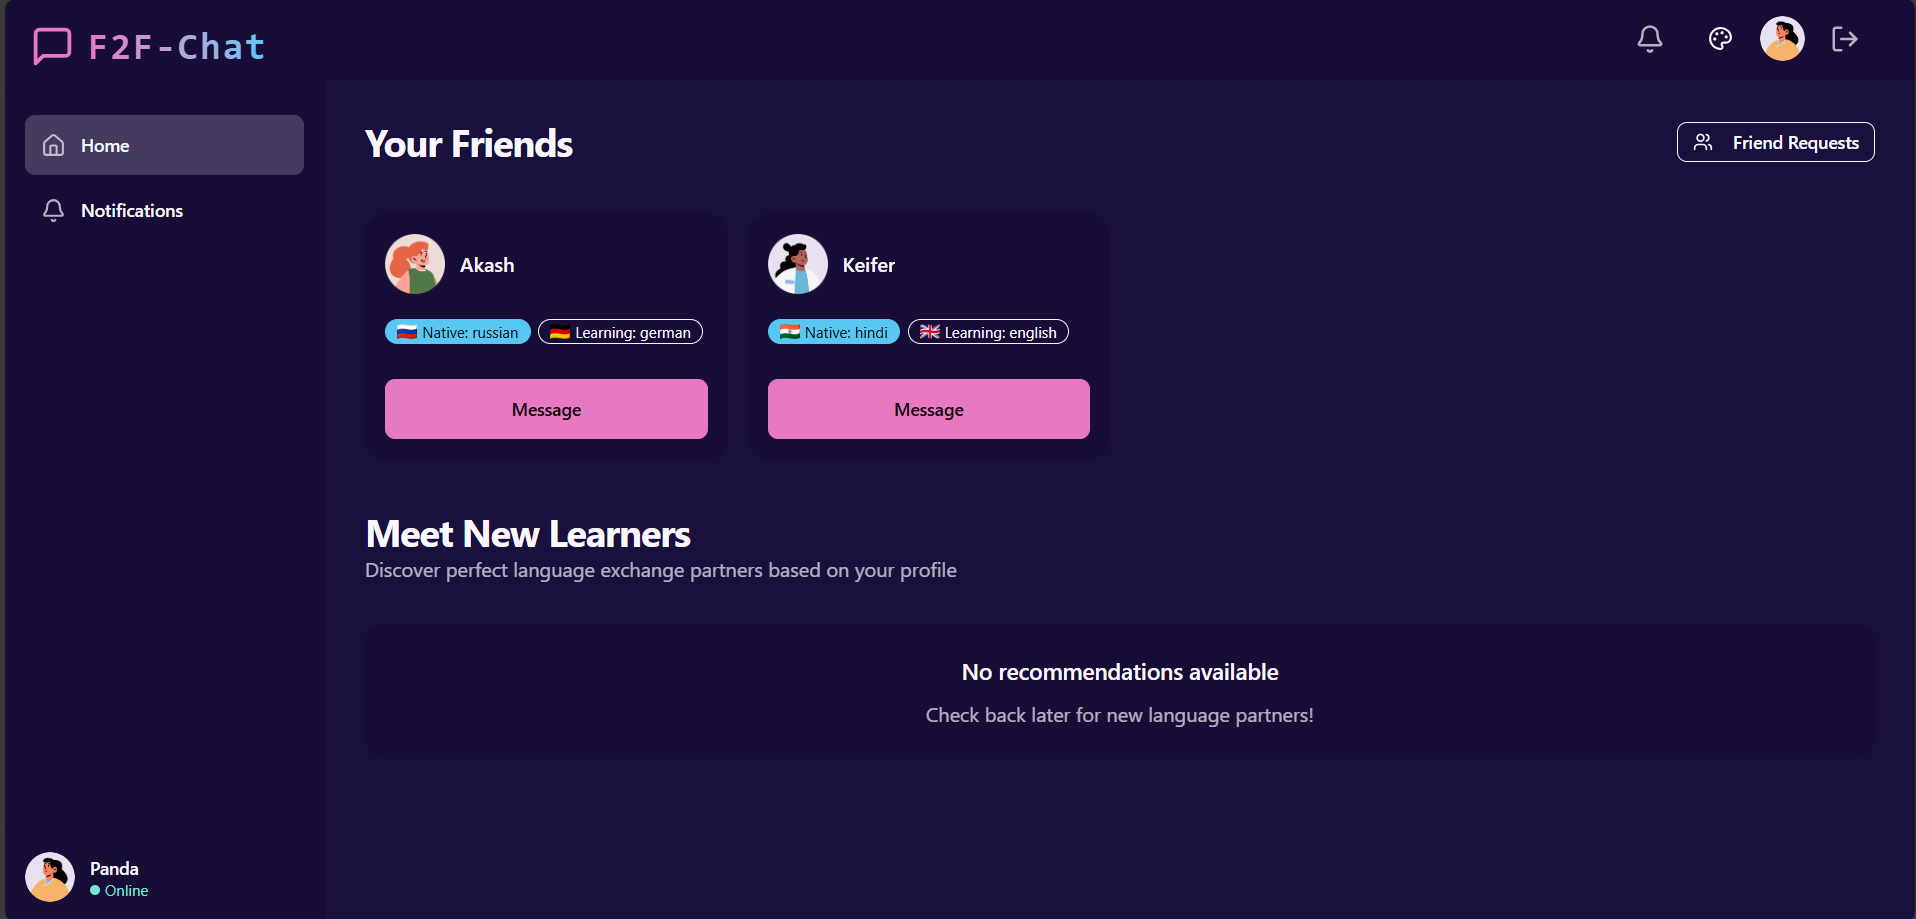 F2F-Chat
Home
Notifications
Your Friends
Friend Requests
Akash
Native: russian
Learning: german
Message
Keifer
Native: hindi
Learning: english
Message
Meet New Learners
Discover perfect language exchange partners based on your profile
No recommendations available
Check back later for new language partners!
Panda
Online